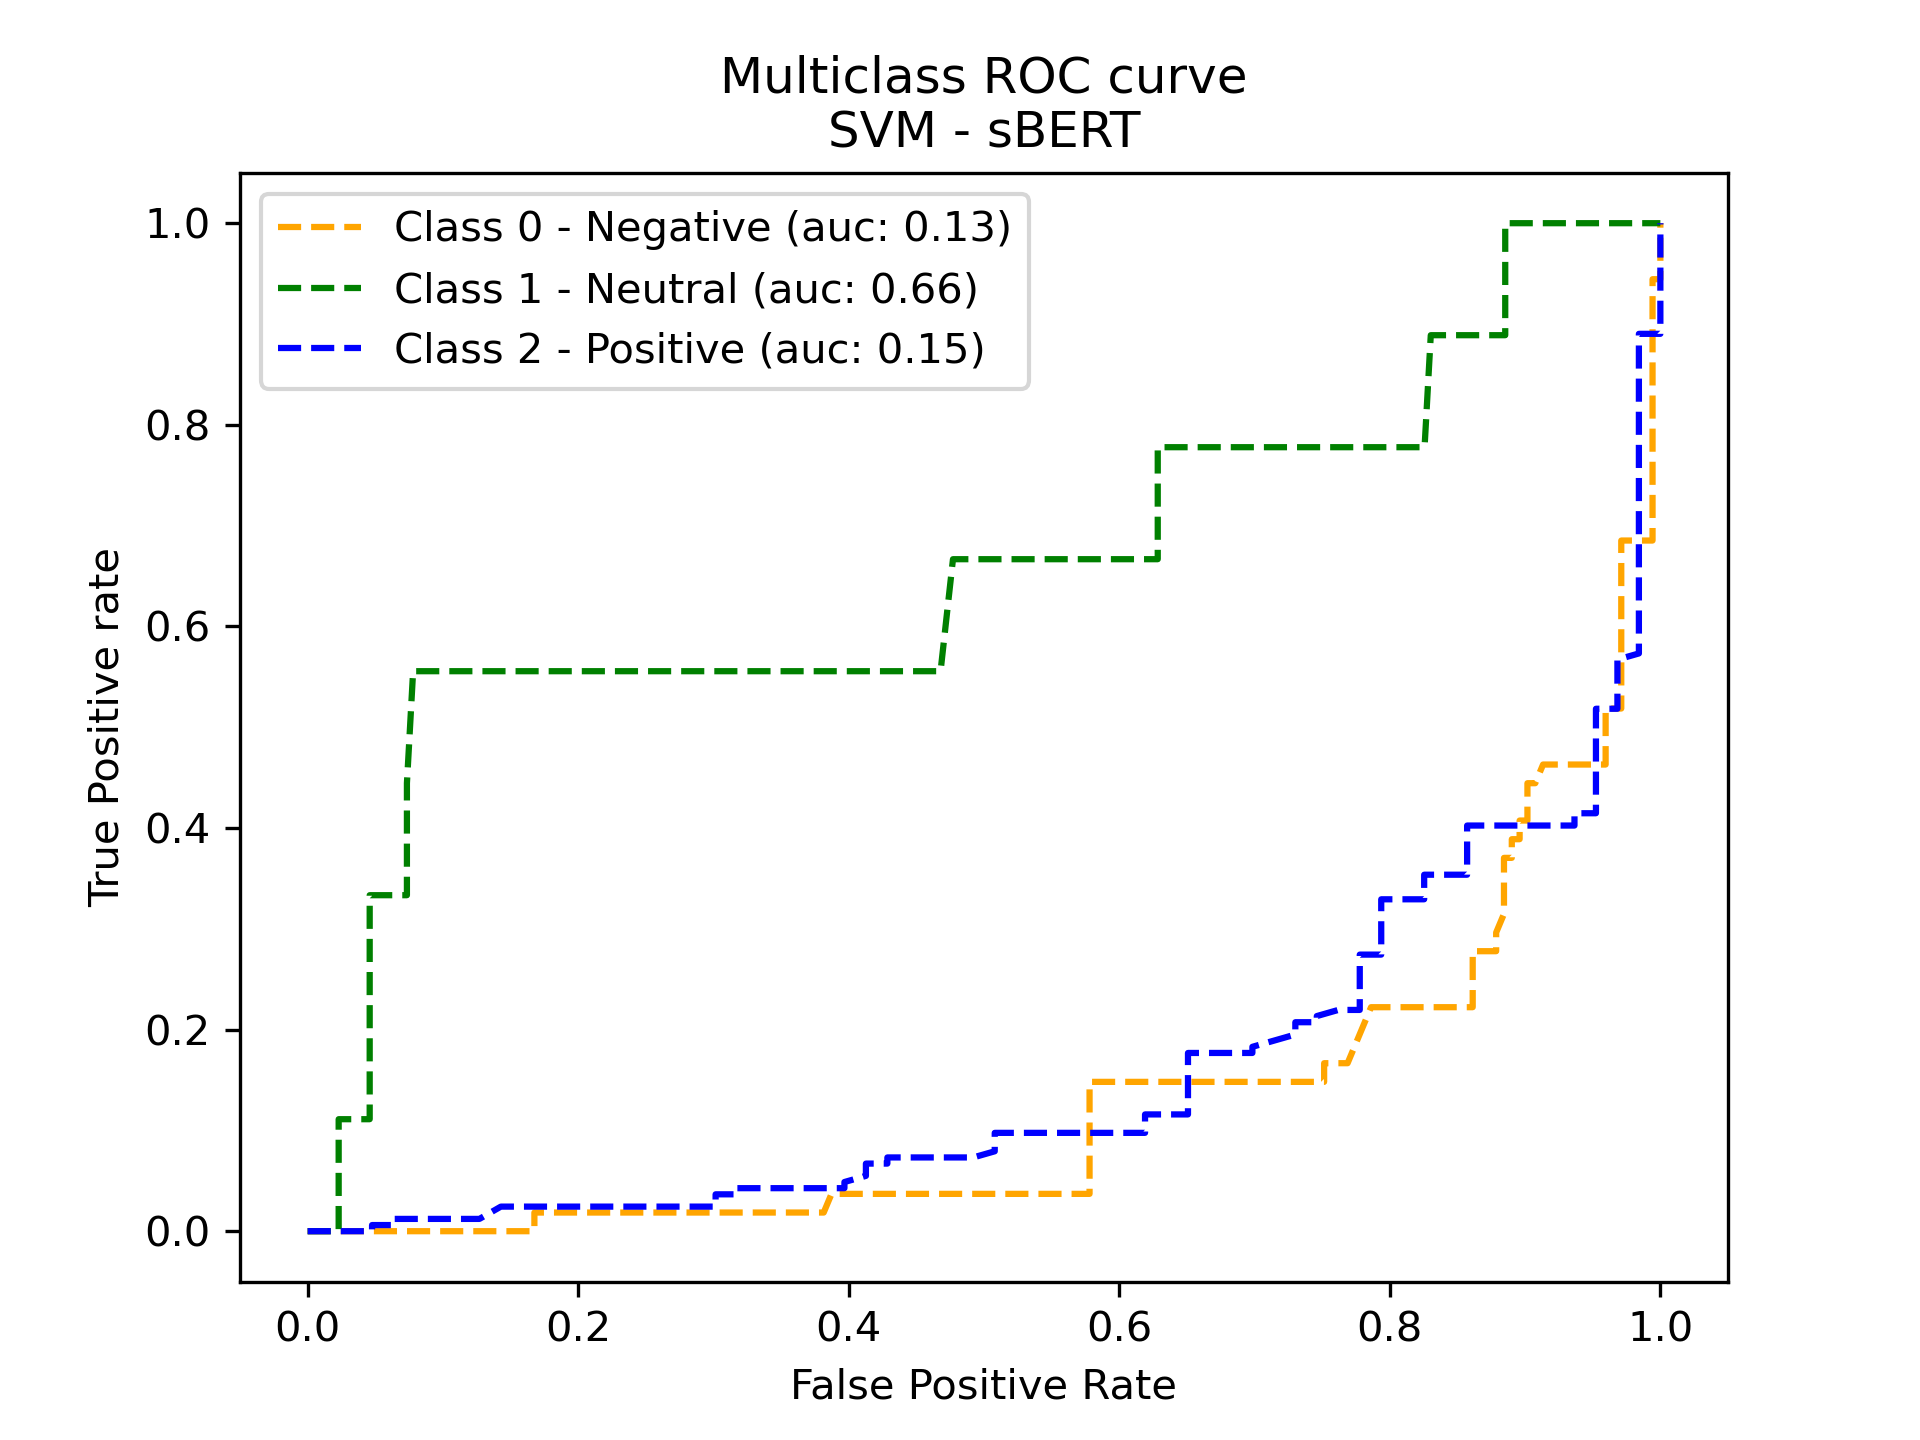 Multiclass ROC curve
SVM - sBERT
Class 0 - Negative (auc: 0.13)
Class 1 - Neutral (auc: 0.66)
Class 2 - Positive (auc: 0.15)
True Positive rate
1.0
0.8
0.6
0.4
0.2
0.0
0.0 0.2 0.4 0.6 0.8 1.0
False Positive Rate